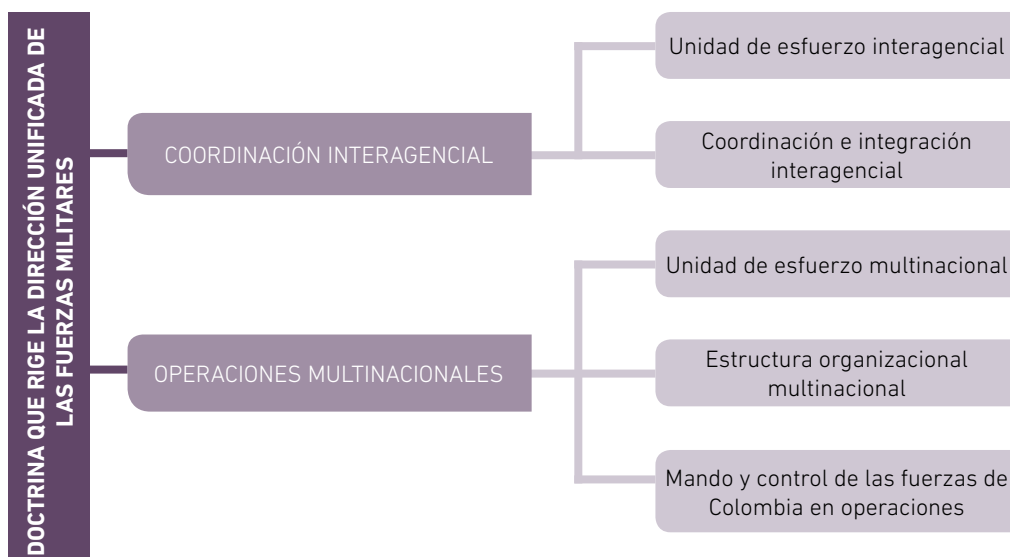 DOCTRINA QUE RIGE LA DIRECCIÓN UNIFICADA DE
LAS FUERZAS MILITARES
COORDINACIÓN INTERAGENCIAL
Unidad de esfuerzo interagencial
Coordinación e integración
interagencial
OPERACIONES MULTINACIONALES
Unidad de esfuerzo multinacional
Estructura organizacional
multinacional
Mando y control de las fuerzas de
Colombia en operaciones